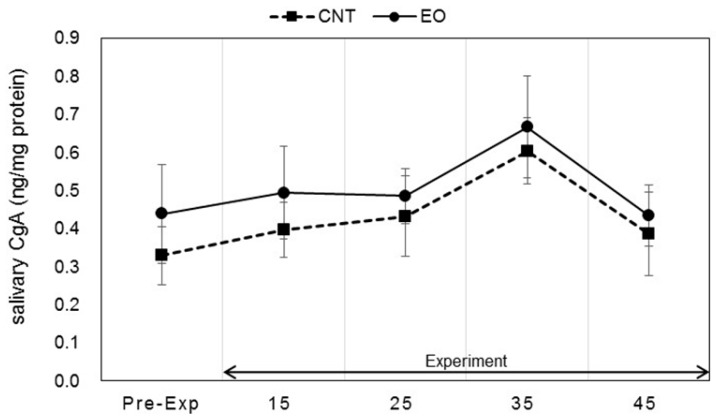 CNT EO
salivary CgA (ng/mg protein)
0.9
0.8
0.7
0.6
0.5
0.4
0.3
0.2
0.1
0.0
Experiment
Pre-Exp 15 25 35 45